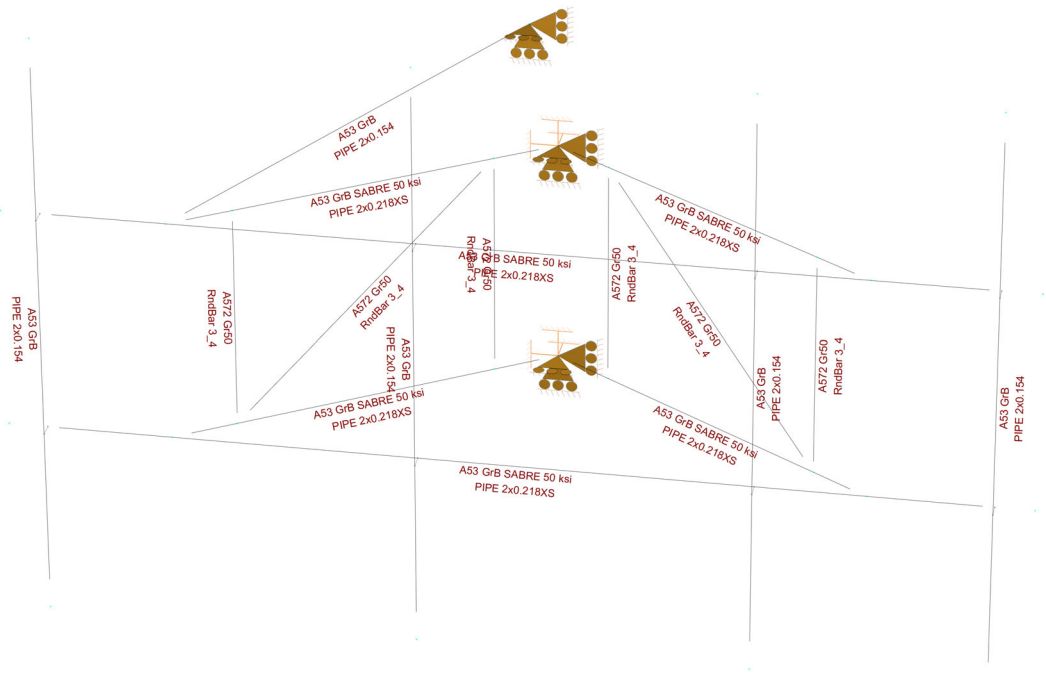 A53 GrB
PIPE 2x0.154
A53 GrB SABRE 50 ksi
PIPE 2x0.218XS
A53 GrB SABRE 50 ksi
PIPE 2x0.218XS
A53 GrB SABRE 50 ksi
PIPE 2x0.218XS
A572 Gr50
RndBar 3_4
A572 Gr50
RndBar 3_4
A572 Gr50
RndBar 3_4
A572 Gr50
RndBar 3_4
A572 Gr50
RndBar 3_4
A572 Gr50
RndBar 3_4
A53 GrB
PIPE 2x0.154
A53 GrB
PIPE 2x0.154
A53 GrB
PIPE 2x0.154
A53 GrB
PIPE 2x0.154
A53 GrB SABRE 50 ksi
PIPE 2x0.218XS
A53 GrB SABRE 50 ksi
PIPE 2x0.218XS
A53 GrB SABRE 50 ksi
PIPE 2x0.218XS